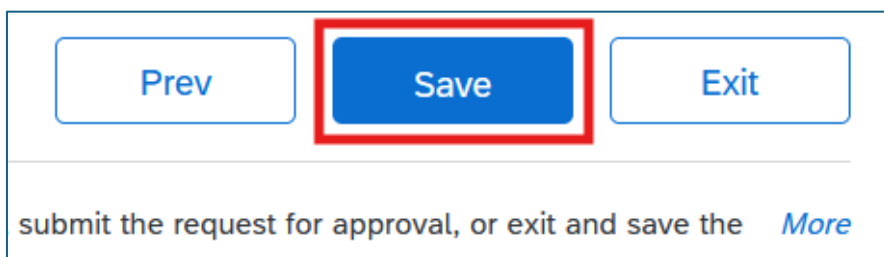 Prev Save Exit
submit the request for approval, or exit and save the More